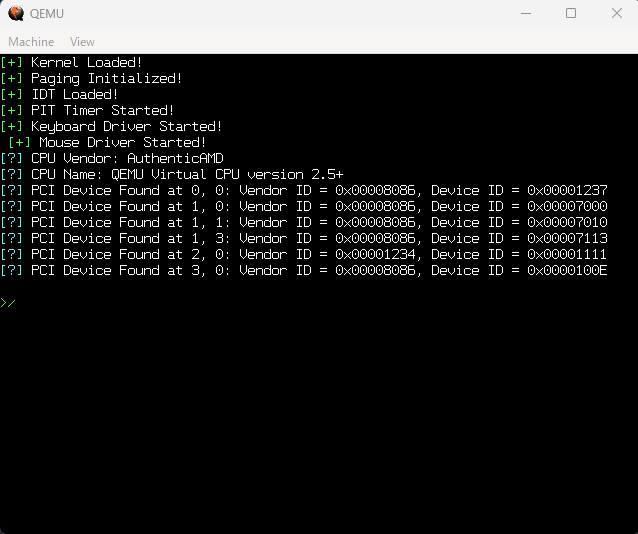 QEMU
Machine View
[+] Kernel Loaded!
[+] Paging Initialized!
[+] IDT Loaded!
[+] PIT Timer Started!
[+] Keyboard Driver Started!
 [+] Mouse Driver Started!
[?] CPU Vendor: AuthenticAMD
[?] CPU Name: QEMU Virtual CPU version 2.5+
[?] PCI Device Found at 0, 0: Vendor ID = 0x00008086, Device ID = 0x00001237
[?] PCI Device Found at 1, 0: Vendor ID = 0x00008086, Device ID = 0x00007000
[?] PCI Device Found at 1, 1: Vendor ID = 0x00008086, Device ID = 0x00007010
[?] PCI Device Found at 1, 3: Vendor ID = 0x00008086, Device ID = 0x00007113
[?] PCI Device Found at 2, 0: Vendor ID = 0x00001234, Device ID = 0x00001111
[?] PCI Device Found at 3, 0: Vendor ID = 0x00008086, Device ID = 0x0000100E
>/